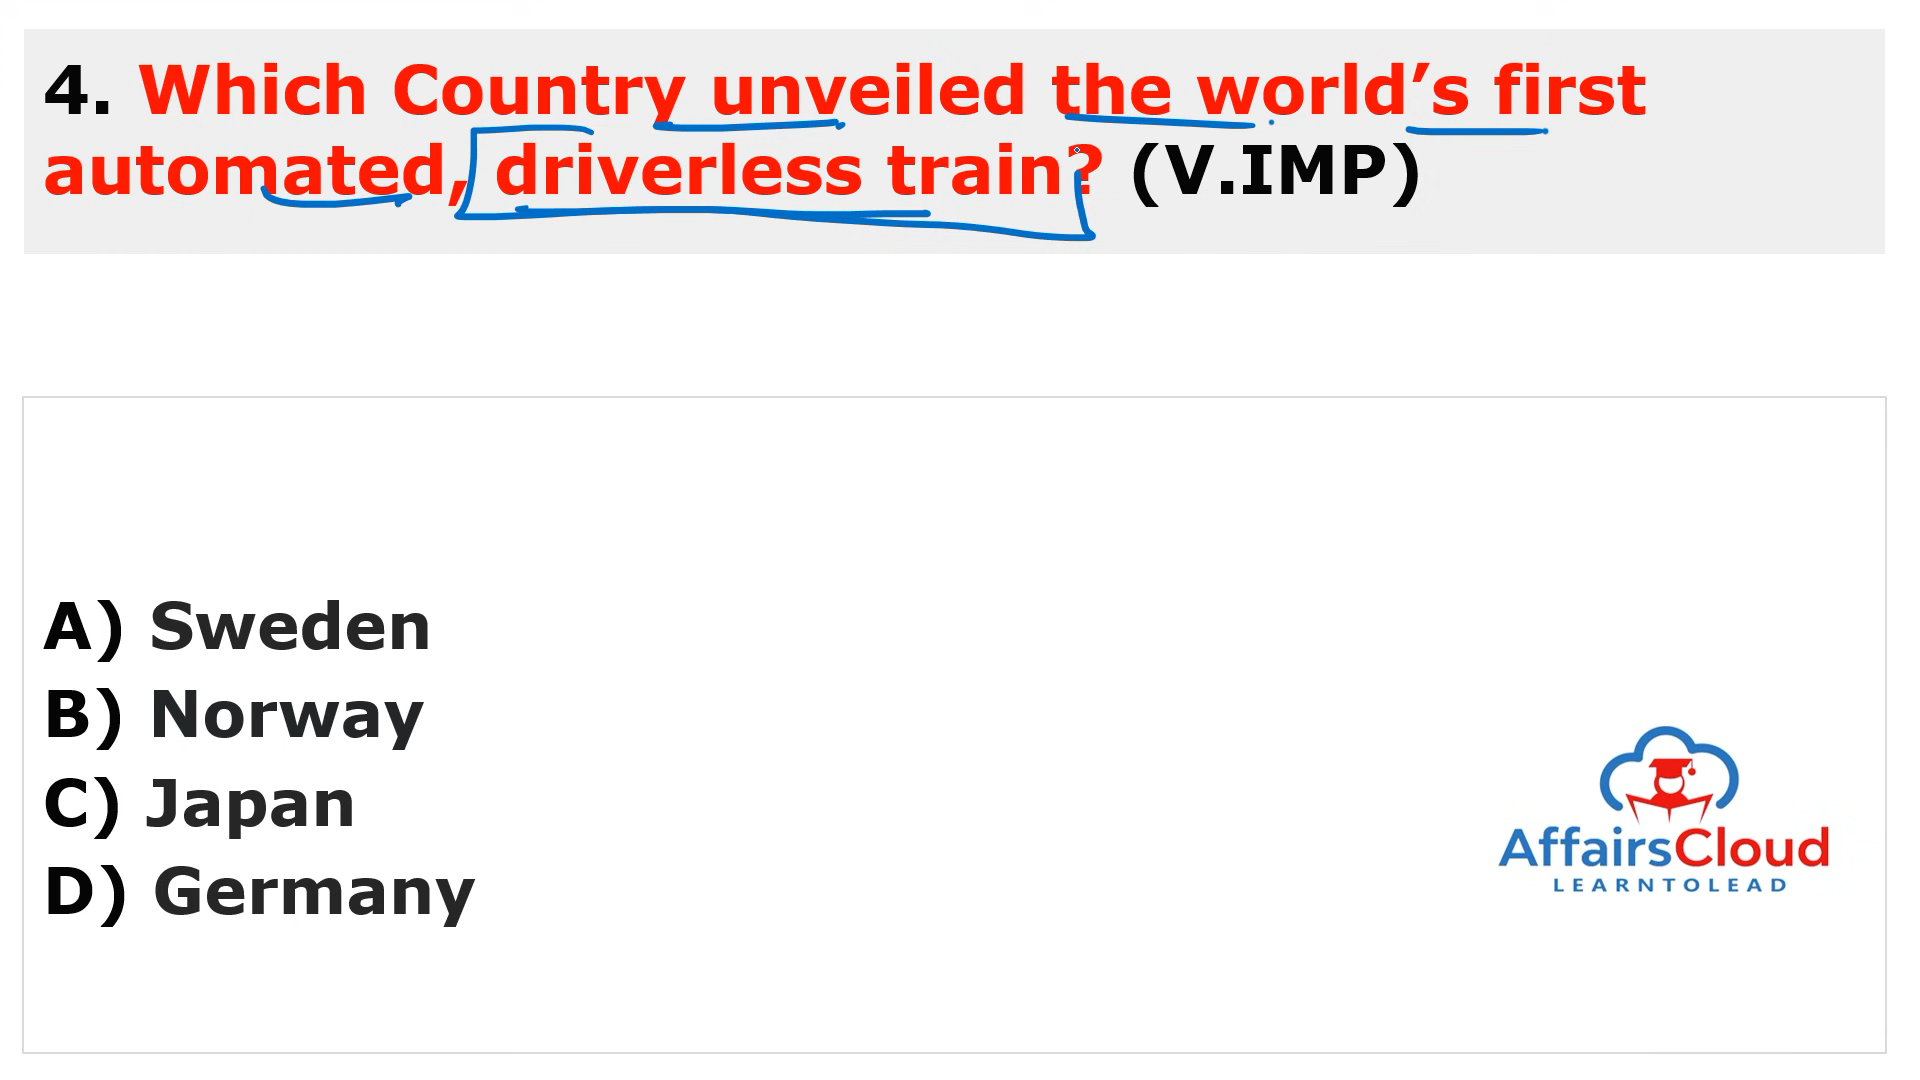 4. Which Country unveiled the world’s first
automated, driverless train? (V.IMP)
A) Sweden
B) Norway
C) Japan
D) Germany
AffairsCloud
LEARNTOLEAD